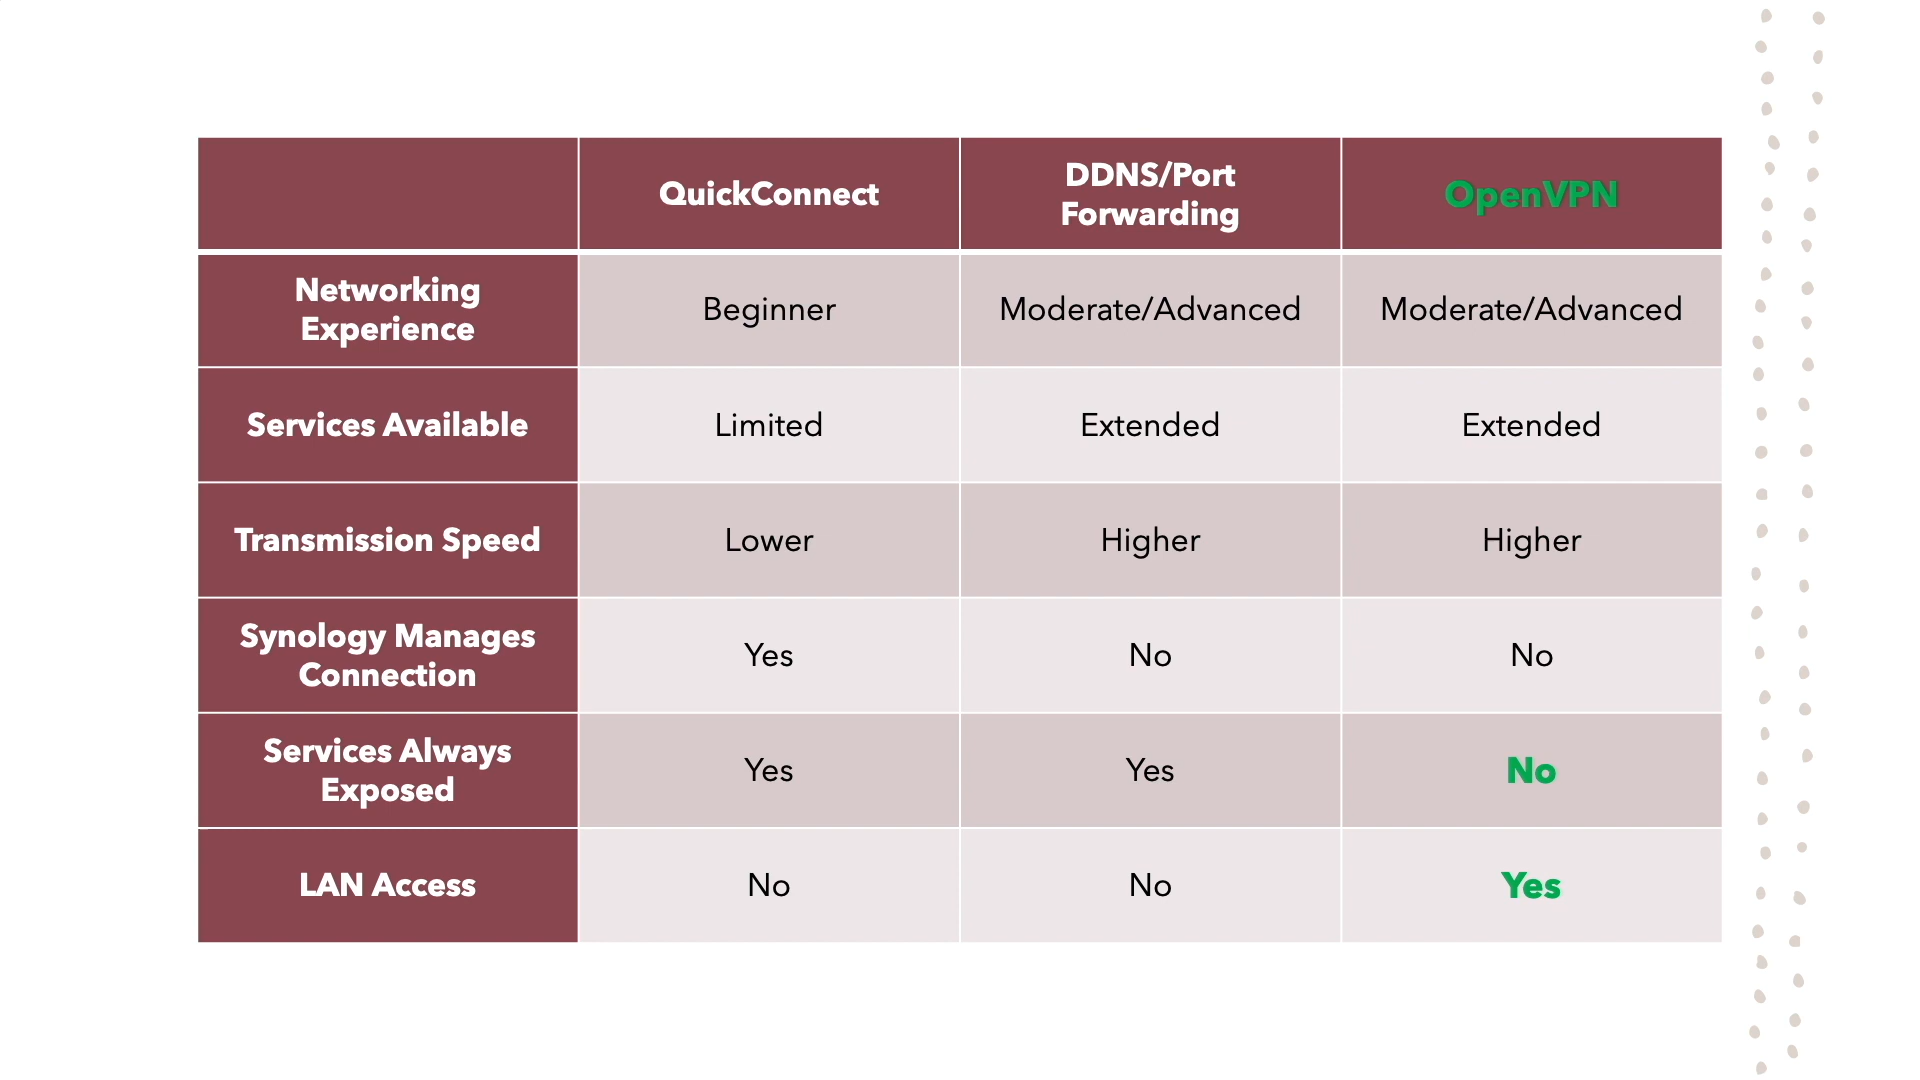 QuickConnect
DDNS/Port
Forwarding
OpenVPN
Networking
Experience
Beginner
Moderate/Advanced
Moderate/Advanced
Services Available
Limited
Extended
Extended
Transmission Speed
Lower
Higher
Higher
Synology Manages
Connection
Yes
No
No
Services Always
Exposed
Yes
Yes
No
LAN Access
No
No
Yes